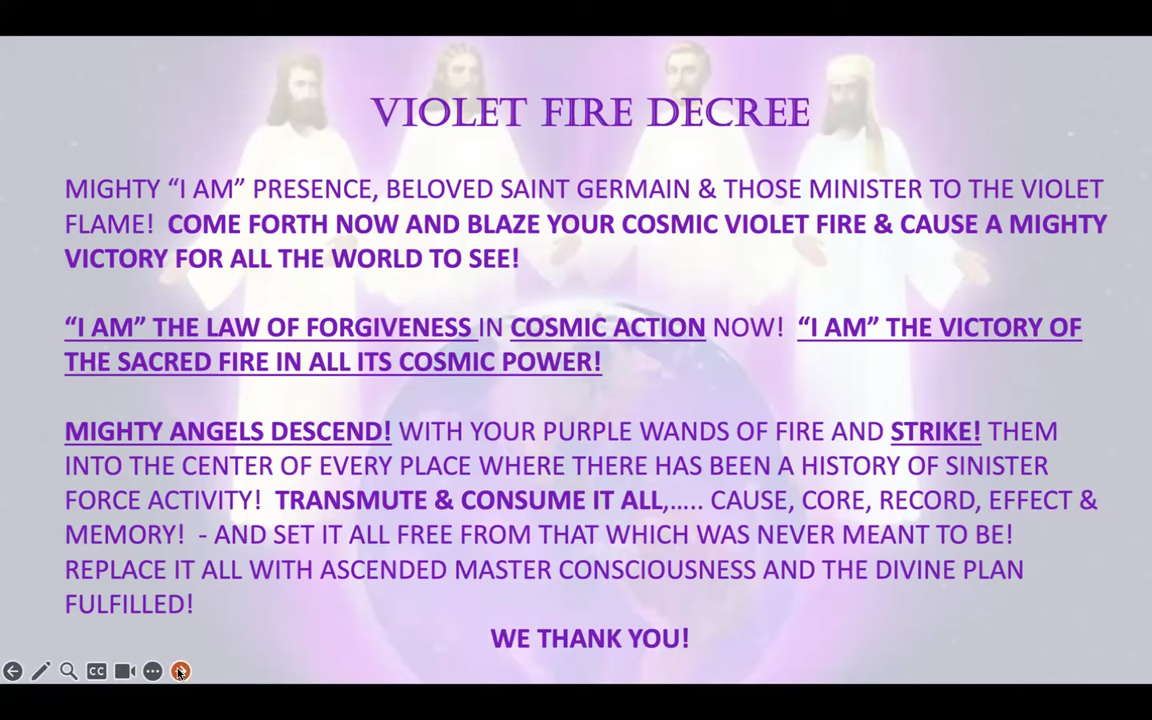 VIOLET FIRE DECREE
MIGHTY “I AM” PRESENCE, BELOVED SAINT GERMAIN & THOSE MINISTER TO THE VIOLET
FLAME!  COME FORTH NOW AND BLAZE YOUR COSMIC VIOLET FIRE & CAUSE A MIGHTY
VICTORY FOR ALL THE WORLD TO SEE!
“I AM” THE LAW OF FORGIVENESS IN COSMIC ACTION NOW!  “I AM” THE VICTORY OF
THE SACRED FIRE IN ALL ITS COSMIC POWER!
MIGHTY ANGELS DESCEND! WITH YOUR PURPLE WANDS OF FIRE AND STRIKE! THEM
INTO THE CENTER OF EVERY PLACE WHERE THERE HAS BEEN A HISTORY OF SINISTER
FORCE ACTIVITY!  TRANSMUTE & CONSUME IT ALL,..... CAUSE, CORE, RECORD, EFFECT &
MEMORY!  - AND SET IT ALL FREE FROM THAT WHICH WAS NEVER MEANT TO BE!
REPLACE IT ALL WITH ASCENDED MASTER CONSCIOUSNESS AND THE DIVINE PLAN
FULFILLED!
WE THANK YOU!
CC